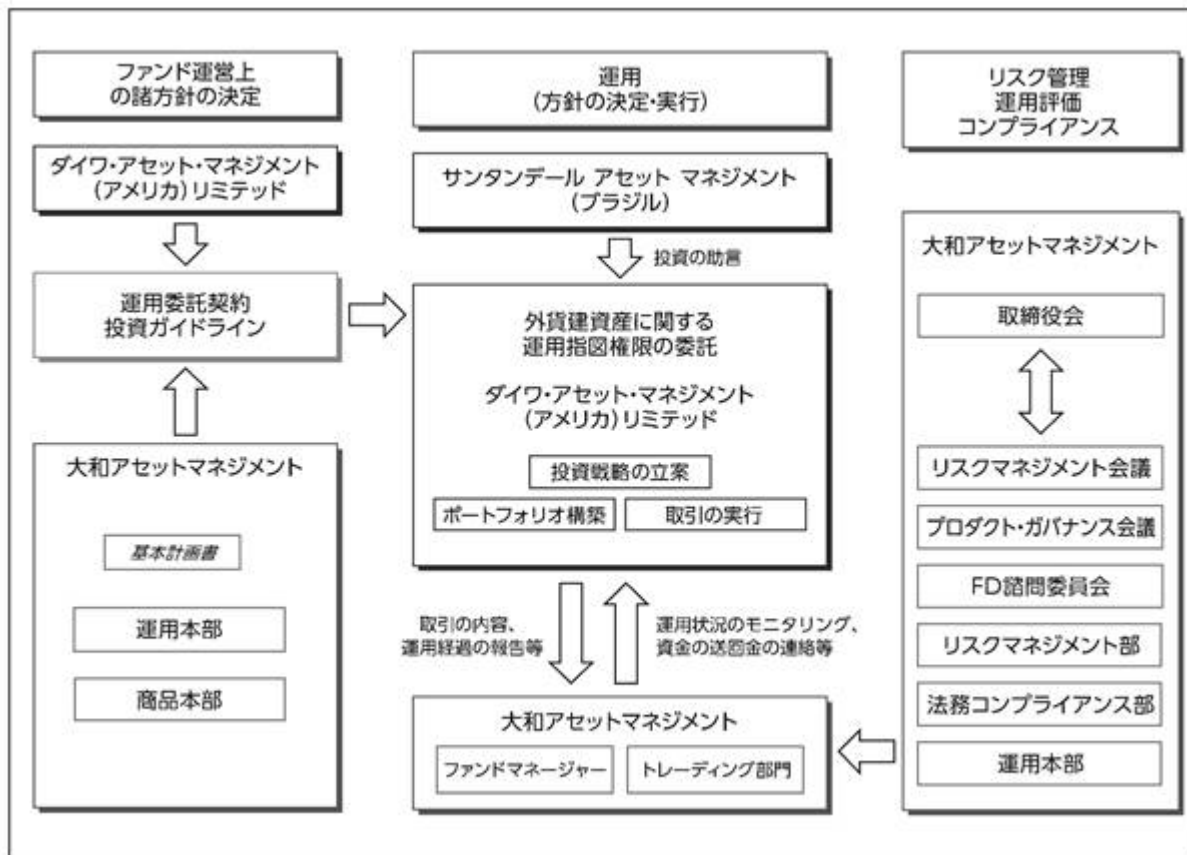 ファンド運営上
の諸方針の決定
ダイワ・アセット・マネジメント
(アメリカ)リミテッド
運用委託契約
投資ガイドライン
大和アセットマネジメント
基本計画書
運用本部
商品本部
運用
(方針の決定・実行)
サンタンデール アセット マネジメント
(ブラジル)
投資の助言
外貨建資産に関する
運用指図権限の委託
ダイワ・アセット・マネジメント
(アメリカ)リミテッド
投資戦略の立案
ポートフォリオ構築
取引の実行
取引の内容、
運用経過の報告等
運用状況のモニタリング、
資金の送回金の連絡等
大和アセットマネジメント
ファンドマネージャー
トレーディング部門
リスク管理
運用評価
コンプライアンス
大和アセットマネジメント
取締役会
リスクマネジメント会議
プロダクト・ガバナンス会議
FD諮問委員会
リスクマネジメント部
法務コンプライアンス部
運用本部